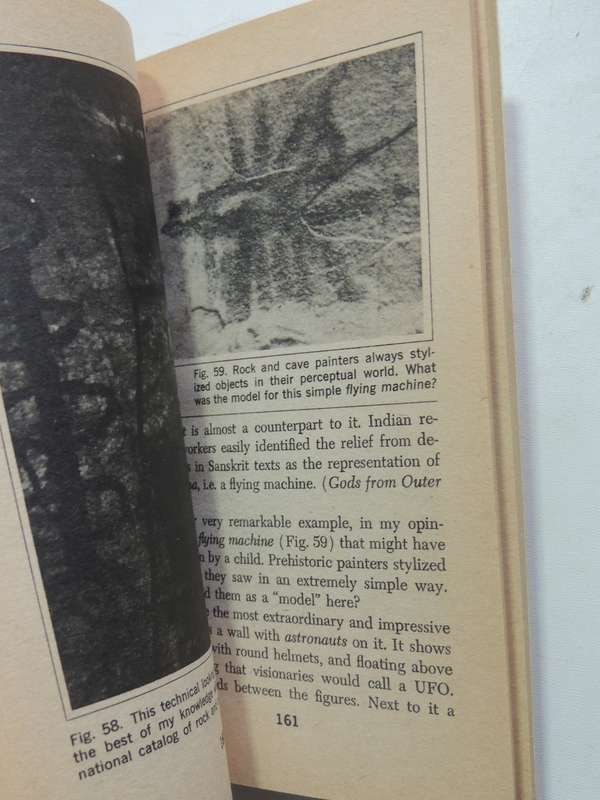 Fig. 58. This technical
the best of my knowledge
national catalog of rock
Fig. 59. Rock and cave painters always styl-
ized objects in their perceptual world. What
was the model for this simple flying machine?
is almost a counterpart to it. Indian re-
workers easily identified the relief from de-
in Sanskrit texts as the representation of
i.e. a flying machine. (Gods from Outer
very remarkable example, in my opin-
flying machine (Fig. 59) that might have
by a child. Prehistoric painters stylized
they saw in an extremely simple way.
them as a "model" here?
the most extraordinary and impressive
a wall with astronauts on it. It shows
with round helmets, and floating above
that visionaries would call a UFO.
between the figures. Next to it a
161